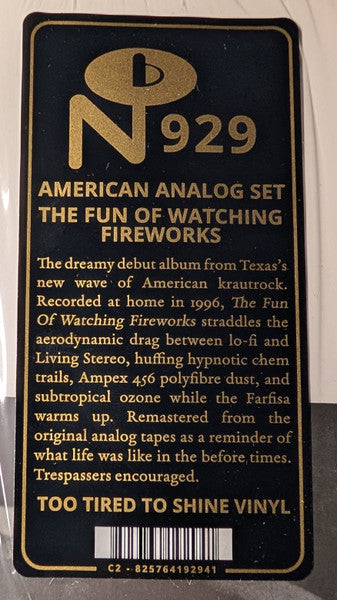 N 929
AMERICAN ANALOG SET
THE FUN OF WATCHING
FIREWORKS
The dreamy debut album from Texas's
new wave of American krautrock.
Recorded at home in 1996, The Fun
Of Watching Fireworks straddles the
aerodynamic drag between lo-fi and
Living Stereo, huffing hypnotic chem
trails, Ampex 456 polyfibre dust, and
subtropical ozone while the Farfisa
warms up. Remastered from the
original analog tapes as a reminder of
what life was like in the before times.
Trespassers encouraged.
TOO TIRED TO SHINE VINYL
C2 - 825764192941